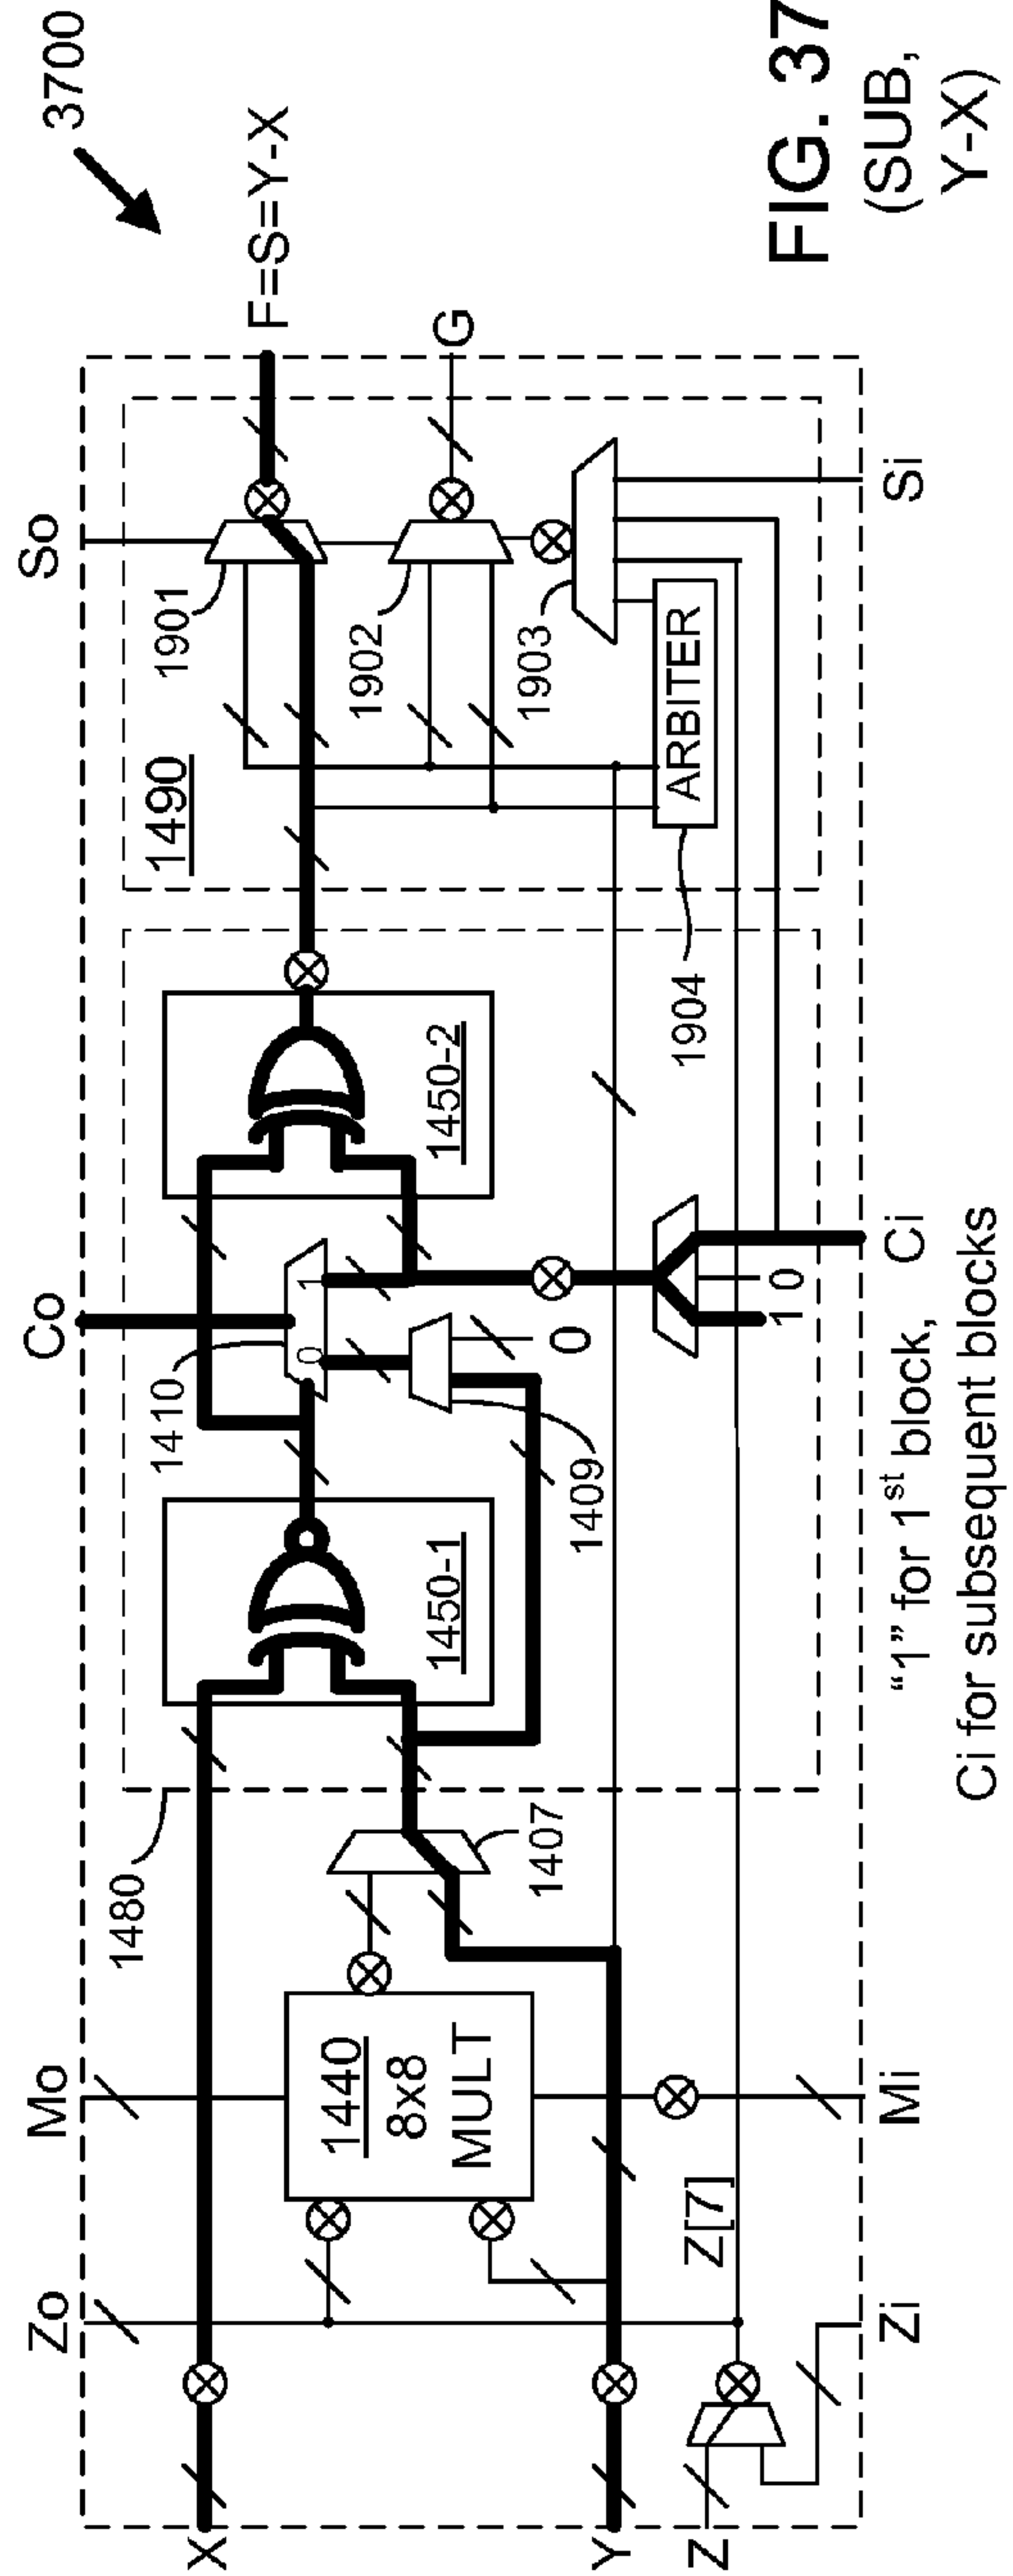 3700
So
Co
Mo
Zo
F=S=Y-X
G
X
Y
Z
1480
1440
8x8
MULT
1407
1450-1
1410
0
1
1409
0
1450-2
1490
1901
1902
1903
ARBITER
1904
Z[7]
1
0
Zi
Mi
Ci
Si
"1" for 1st block,
Ci for subsequent blocks
FIG. 37
(SUB,
Y-X)